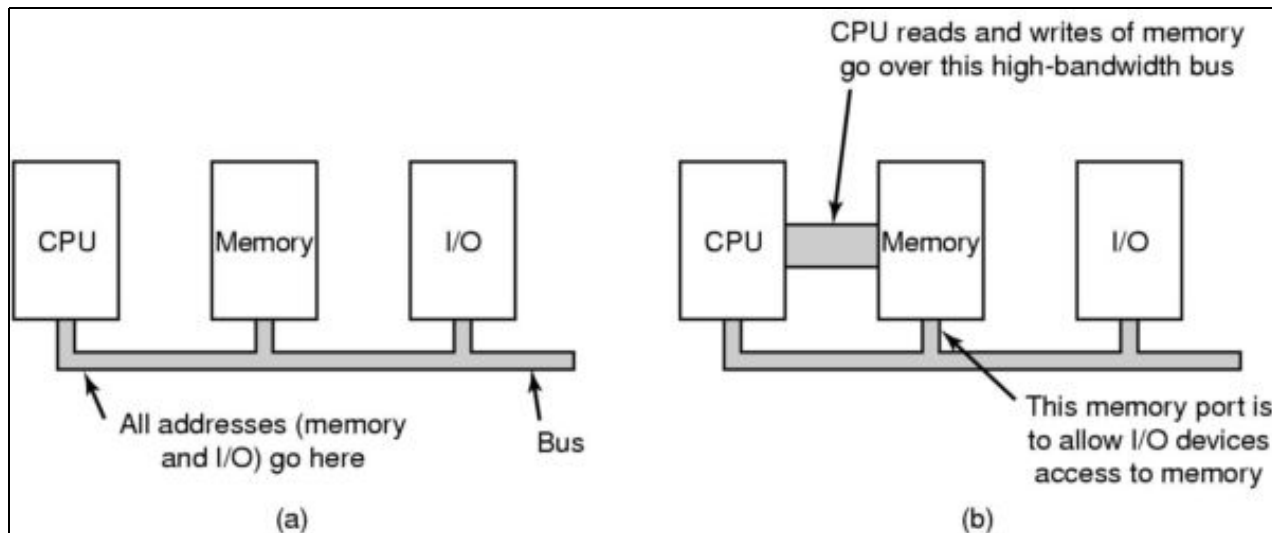 CPU
Memory
I/O
All addresses (memory
and I/O) go here
Bus
(a)
CPU reads and writes of memory
go over this high-bandwidth bus
CPU
Memory
I/O
This memory port is
to allow I/O devices
access to memory
(b)